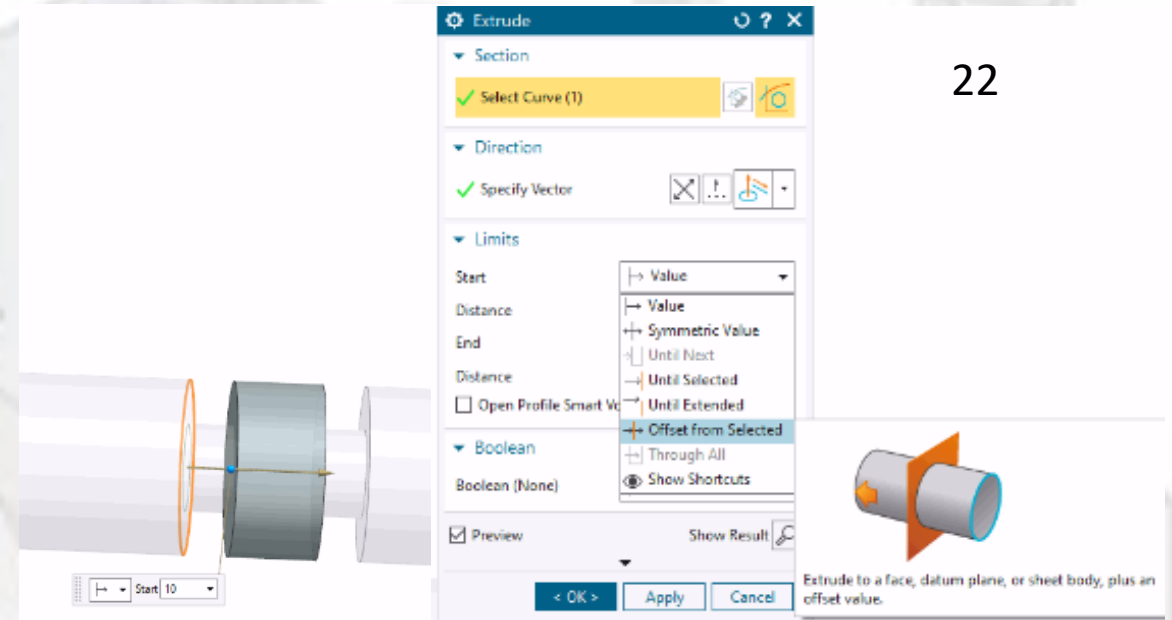 Extrude
Section
Select Curve (1)
22
Direction
Specify Vector
Limits
Start
Value
Distance
Value
Symmetric Value
End
Until Next
Distance
Until Selected
Open Profile Smart
Until Extended
Offset from Selected
Boolean
Through All
Boolean (None)
Show Shortcuts
Preview
Show Result
Start 10
< OK >
Apply
Cancel
Extrude to a face, datum plane, or sheet body, plus an
offset value.